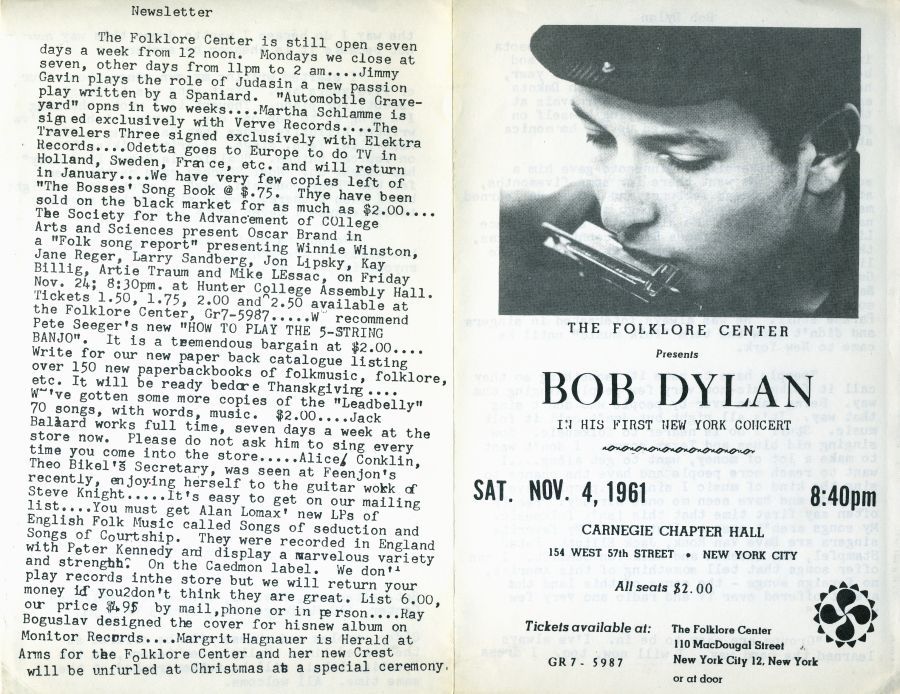 Newsletter
The Folklore Center is still open seven
days a week from 12 noon. Mondays we close at
seven, other days from 11pm to 2 am....Jimmy
Gavin plays the role of Judasin a new passion
play written by a Spaniard. "Automobile Grave-
yard" opns in two weeks....Martha Schlamme is
signed exclusively with Verve Records....The
Travelers Three signed exclusively with Elektra
Records....Odetta goes to Europe to do TV in
Holland, Sweden, France, etc. and will return
in January....We have very few copies left of
"The Bosses' Song Book @ $.75. Thye have been
sold on the black market for as much as $2.00....
The Society for the Advancement of COllege
Arts and Sciences present Oscar Brand in
a "Folk song report" presenting Winnie Winston,
Jane Reger, Larry Sandberg, Jon Lipsky, Kay
Billig, Artie Traum and Mike LEssac, on Friday
Nov. 24; 8:30pm. at Hunter College Assembly Hall.
Tickets 1.50, 1.75, 2.00 and 2.50 available at
the Folklore Center, Gr7-5987.....W recommend
Pete Seeger's new "HOW TO PLAY THE 5-STRING
BANJO". It is a tremendous bargain at $2.00....
Write for our new paper back catalogue listing
over 150 new paperbackbooks of folkmusic, folklore,
etc. It will be ready before Thanskgiving....
W've gotten some more copies of the "Leadbelly"
70 songs, with words, music. $2.00....Jack
Ballard works full time, seven days a week at the
store now. Please do not ask him to sing every
time you come into the store.....Alice, Conklin,
Theo Bikel's Secretary, was seen at Feenjon's
recently, enjoying herself to the guitar work of
Steve Knight.....It's easy to get on our mailing
list....You must get Alan Lomax' new LPs of
English Folk Music called Songs of seduction and
Songs of Courtship. They were recorded in England
with Peter Kennedy and display a marvelous variety
and strenght. On the Caedmon label. We don't
play records inthe store but we will return your
money if you2don't think they are great. List 6.00,
our price $4.95 by mail,phone or in person....Ray
Boguslav designed the cover for hisnew album on
Monitor Records....Margrit Hagnauer is Herald at
Arms for the Folklore Center and her new Crest
will be unfurled at Christmas at a special ceremony.
THE FOLKLORE CENTER
Presents
BOB DYLAN
IN HIS FIRST NEW YORK CONCERT
SAT. NOV. 4, 1961 8:40pm
CARNEGIE CHAPTER HALL
154 WEST 57th STREET • NEW YORK CITY
All seats $2.00
Tickets available at: The Folklore Center
110 MacDougal Street
GR 7 - 5987 New York City 12, New York
or at door